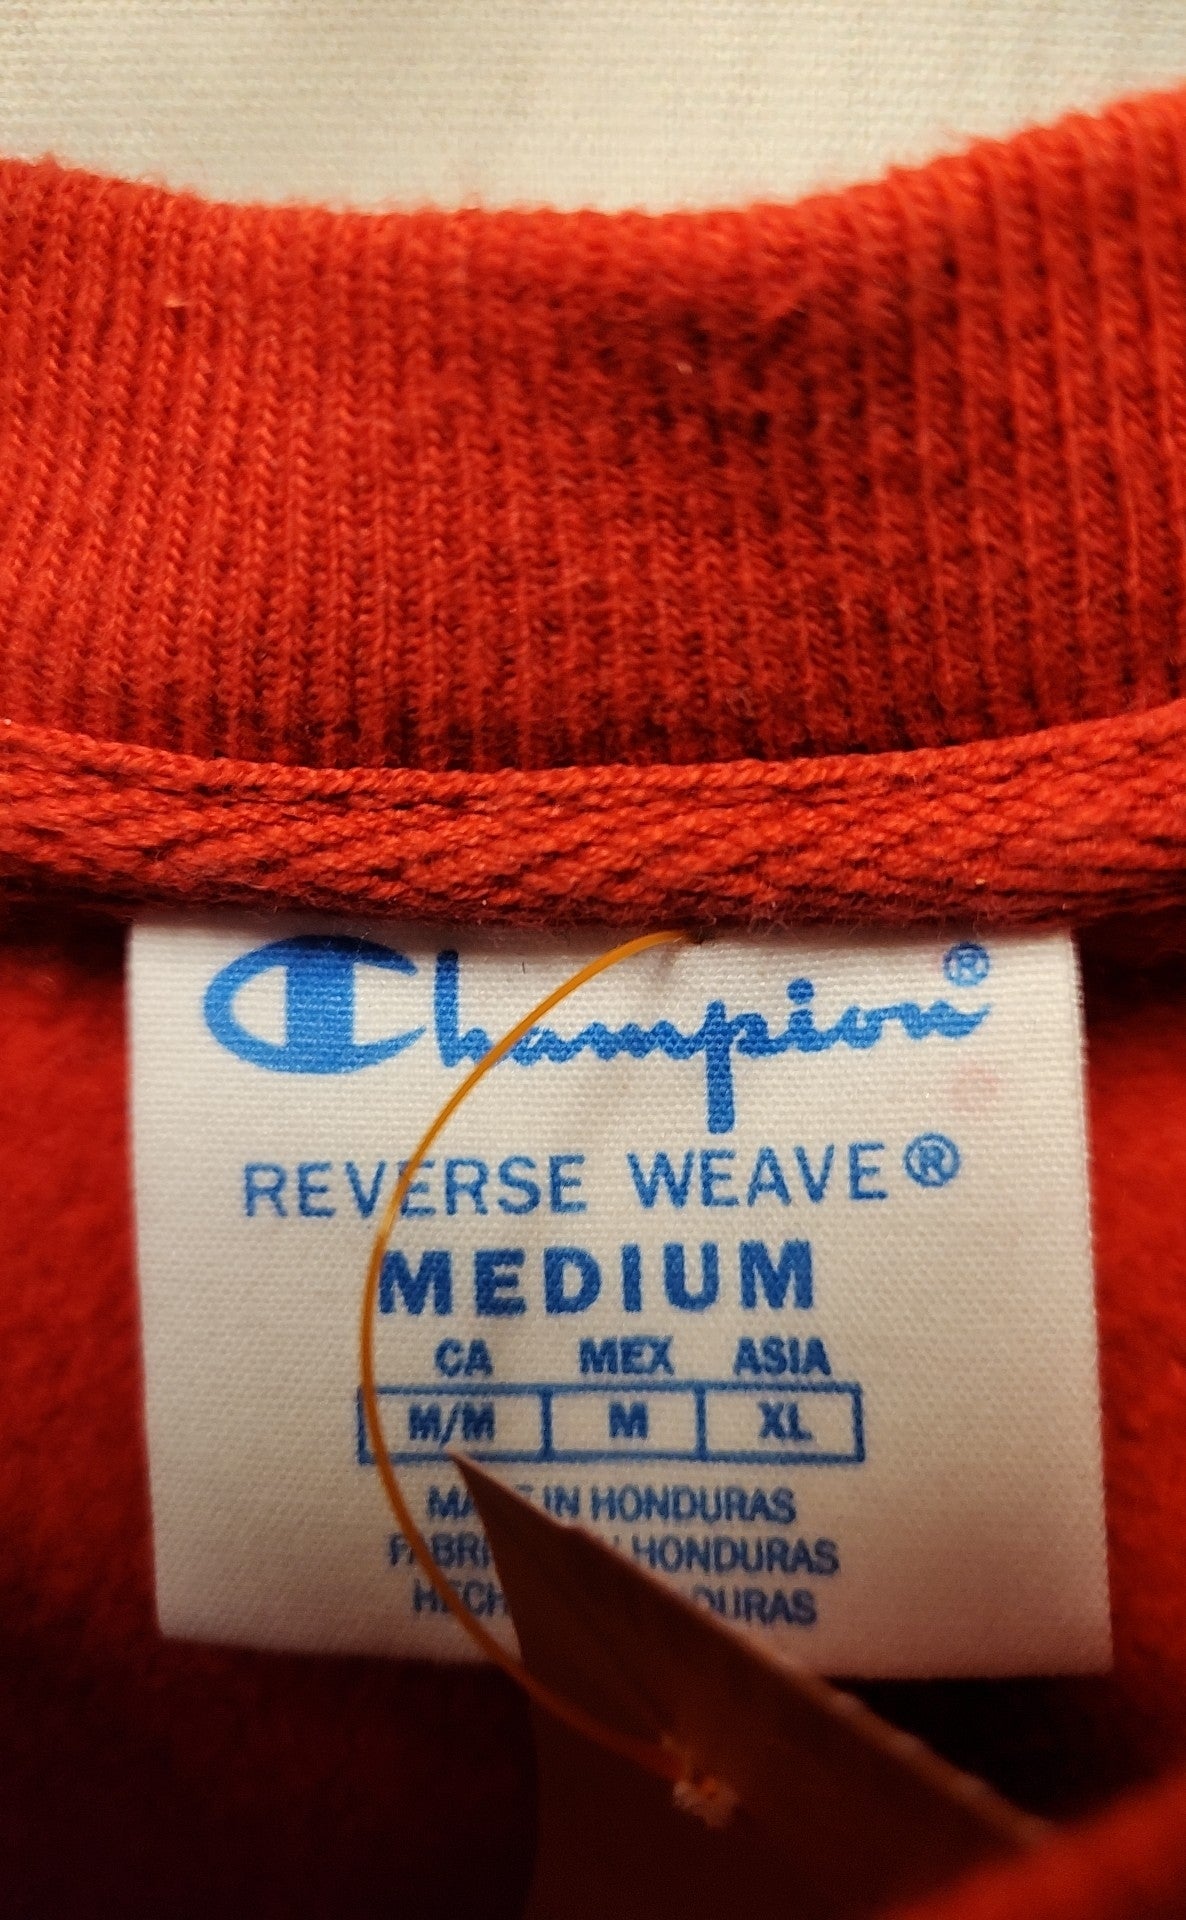 Champion®
REVERSE WEAVE®
MEDIUM
CA MEX ASIA
M/M M XL
IN HONDURAS
HONDURAS